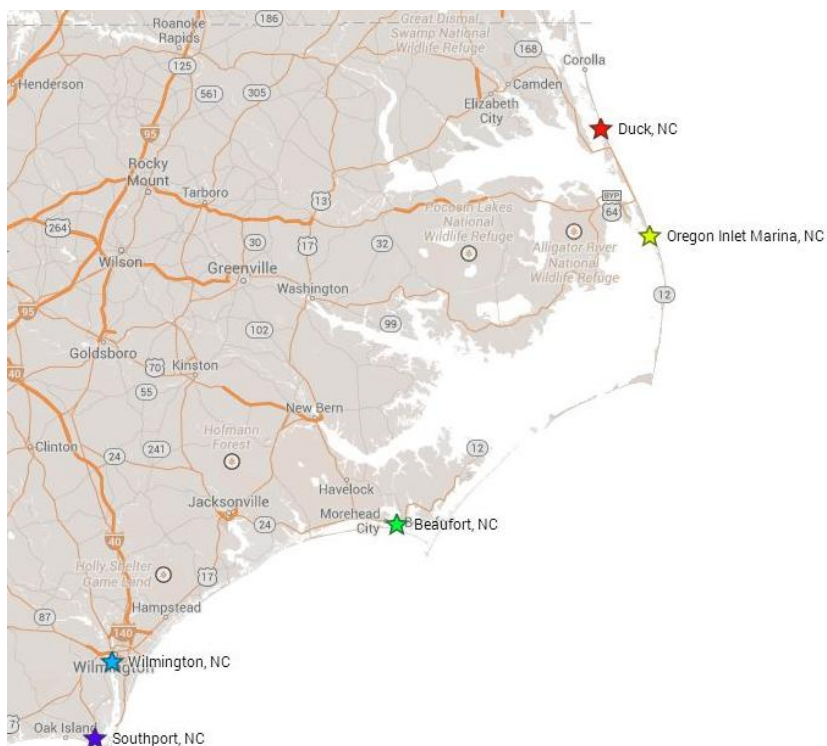 Roanoke
Rapids
186
Great Dismal
Swamp National
Wildlife Refuge
168
Corolla
125
Henderson
561
305
Camden
Elizabeth
City
95
Duck, NC
Rocky
Mount
Tarboro
13
BYP
64
Pocosin Lakes
National
Wildlife Refuge
264
Wilson
30
17
32
Alligator River
National
Wildlife Refuge
Oregon Inlet Marina, NC
Greenville
Washington
12
95
102
99
Goldsboro
70
Kinston
40
55
New Bern
Hofmann
Forest
Clinton
24
241
12
Havelock
Jacksonville
24
Morehead
City
Beaufort, NC
40
Holly Shelter
Game Land
17
Hampstead
87
140
Wilmington
Wilmington, NC
Oak Island
Southport, NC